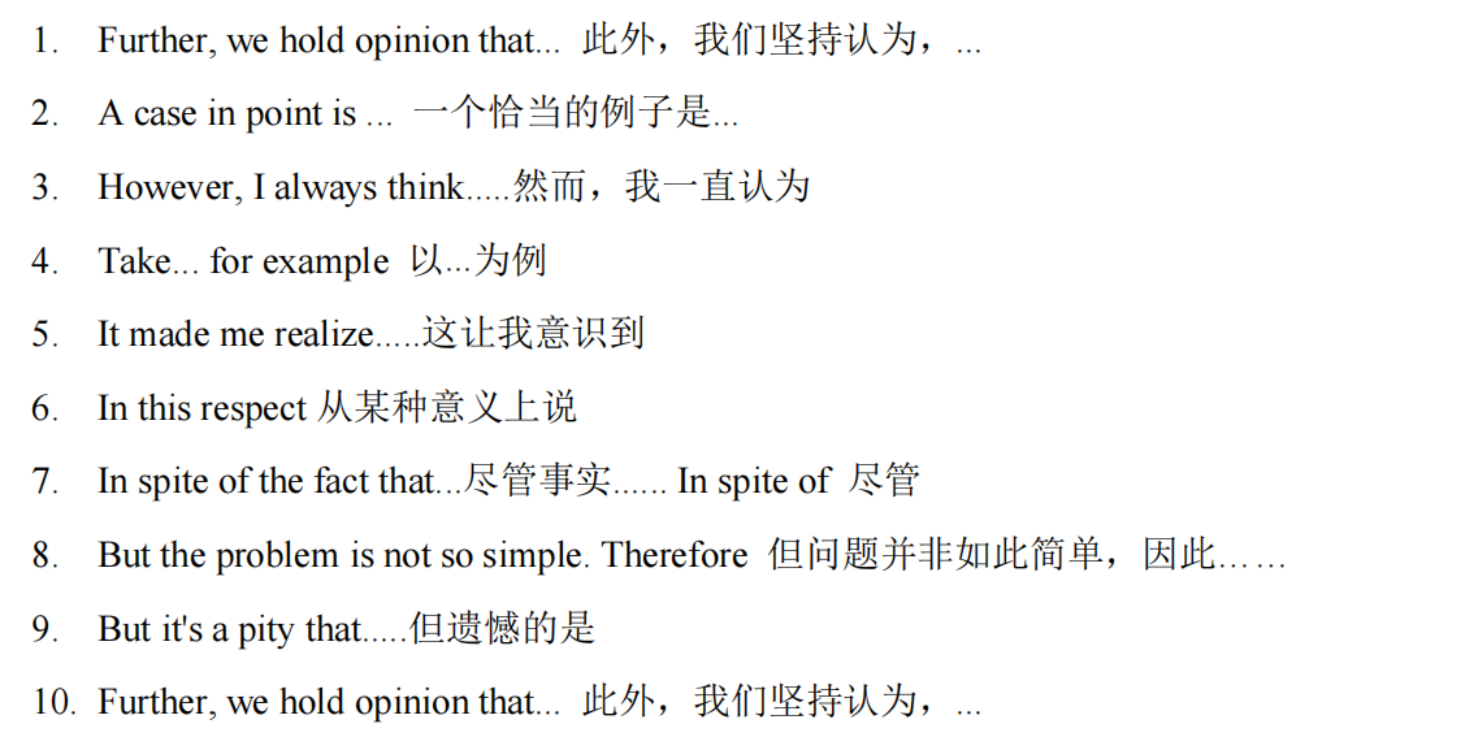 1. Further, we hold opinion that... 此外，我们坚持认为，...
2. A case in point is ... 一个恰当的例子是...
3. However, I always think.....然而，我一直认为
4. Take... for example 以...为例
5. It made me realize.....这让我意识到
6. In this respect 从某种意义上说
7. In spite of the fact that...尽管事实...... In spite of 尽管
8. But the problem is not so simple. Therefore 但问题并非如此简单，因此... ...
9. But it's a pity that.....但遗憾的是
10. Further, we hold opinion that... 此外，我们坚持认为，...